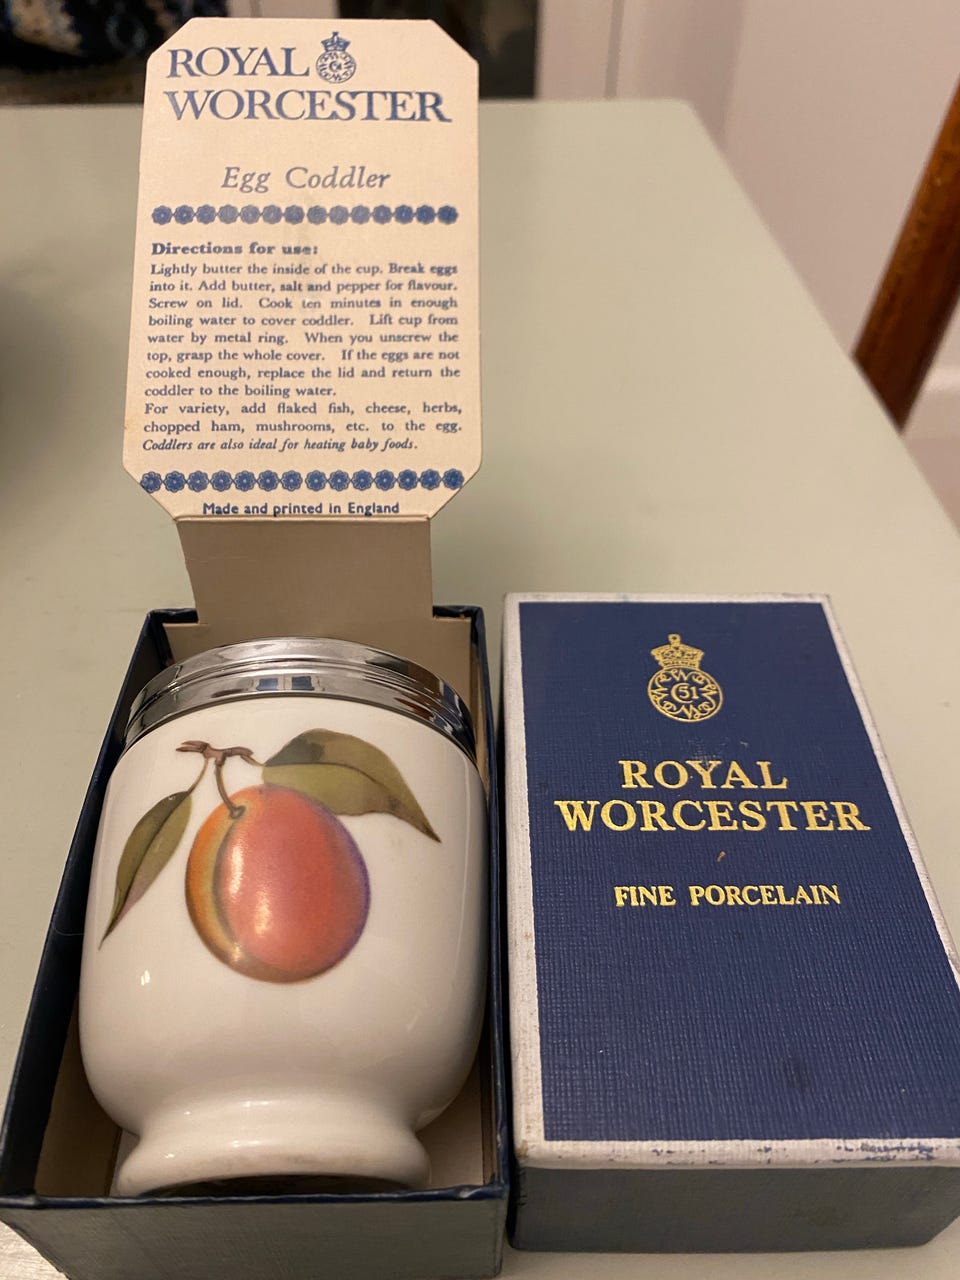 ROYAL
WORCESTER
Egg Coddler
Directions for use:
Lightly butter the inside of the cup. Break eggs
into it. Add butter, salt and pepper for flavour.
Screw on lid. Cook ten minutes in enough
boiling water to cover coddler. Lift cup from
water by metal ring. When you unscrew the
top, grasp the whole cover. If the eggs are not
cooked enough, replace the lid and return the
coddler to the boiling water.
For variety, add flaked fish, cheese, herbs,
chopped ham, mushrooms, etc. to the egg.
Coddlers are also ideal for heating baby foods.
Made and printed in England
51
ROYAL
WORCESTER
FINE PORCELAIN